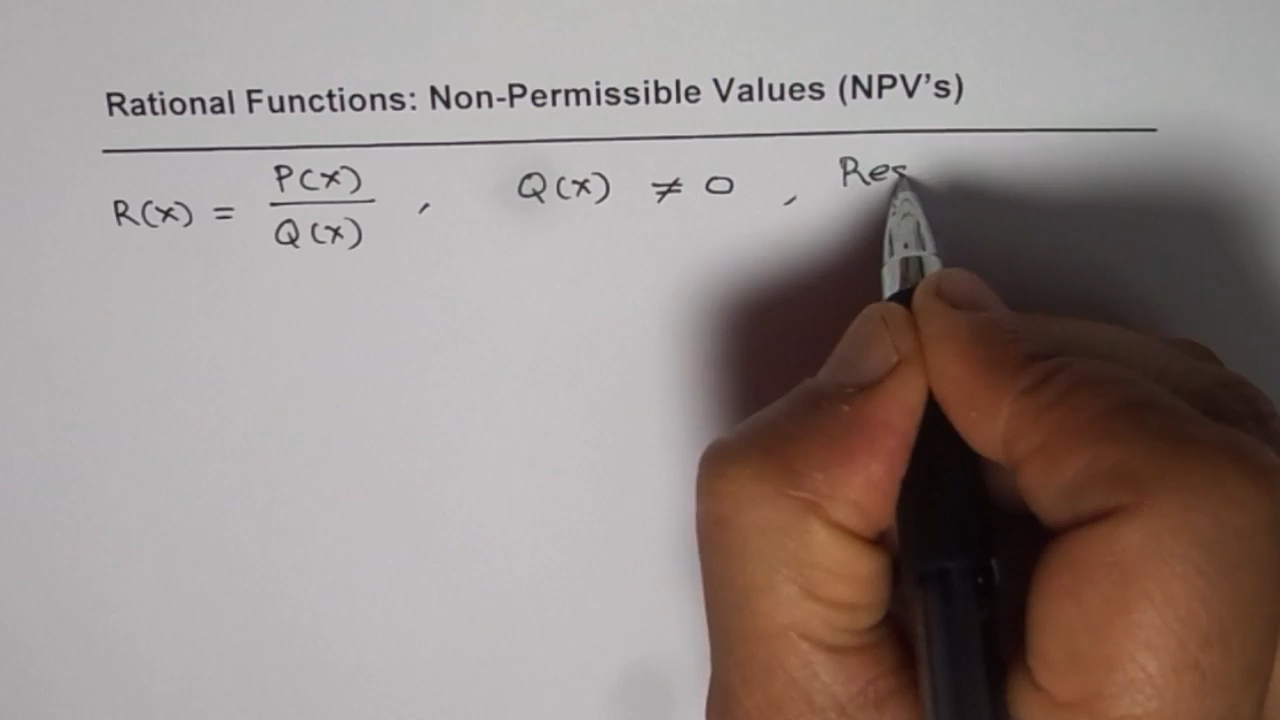 Rational Functions: Non-Permissible Values (NPV's)
R(x) = P(x)/Q(x) , Q(x) ≠ 0 , Res